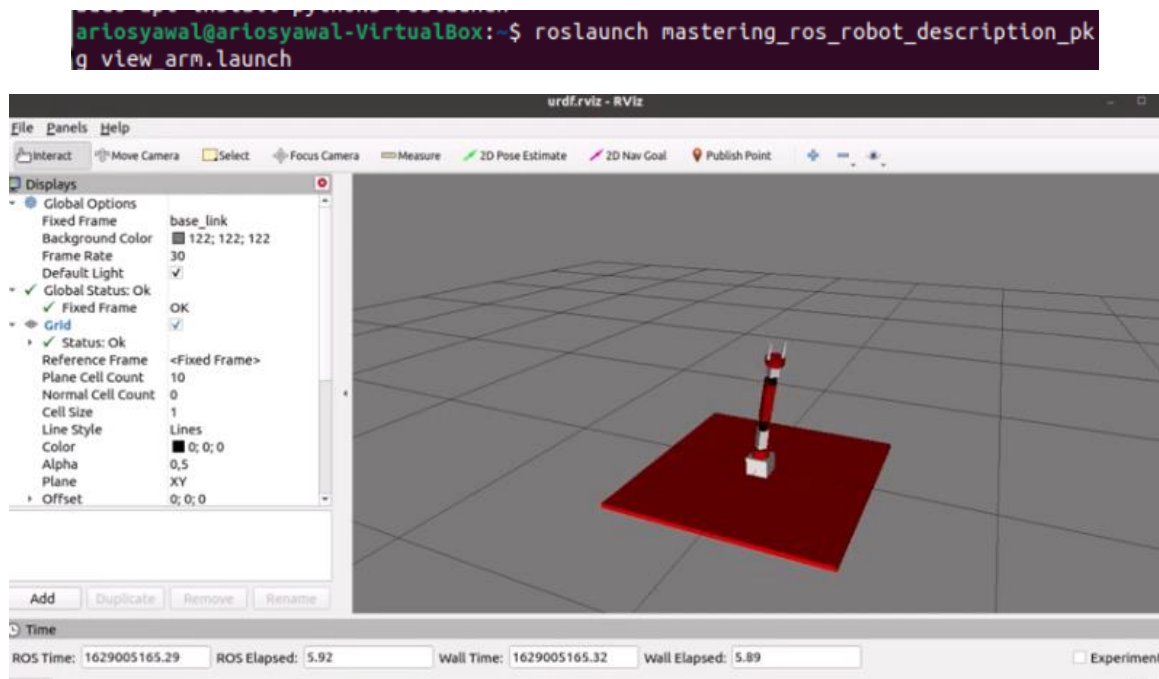 ariosyawal@ariosyawal-VirtualBox:~$ roslaunch mastering_ros_robot_description_pk
g view_arm.launch
urdf.rviz - RViz
File Panels Help
Interact Move Camera Select Focus Camera Measure 2D Pose Estimate 2D Nav Goal Publish Point
Displays
Global Options
Fixed Frame base_link
Background Color 122; 122; 122
Frame Rate 30
Default Light
Global Status: Ok
Fixed Frame OK
Grid
Status: Ok
Reference Frame <Fixed Frame>
Plane Cell Count 10
Normal Cell Count 0
Cell Size 1
Line Style Lines
Color 0; 0; 0
Alpha 0,5
Plane XY
Offset 0; 0; 0
Add Duplicate Remove Rename
Time
ROS Time: 1629005165.29 ROS Elapsed: 5.92 Wall Time: 1629005165.32 Wall Elapsed: 5.89 Experiment